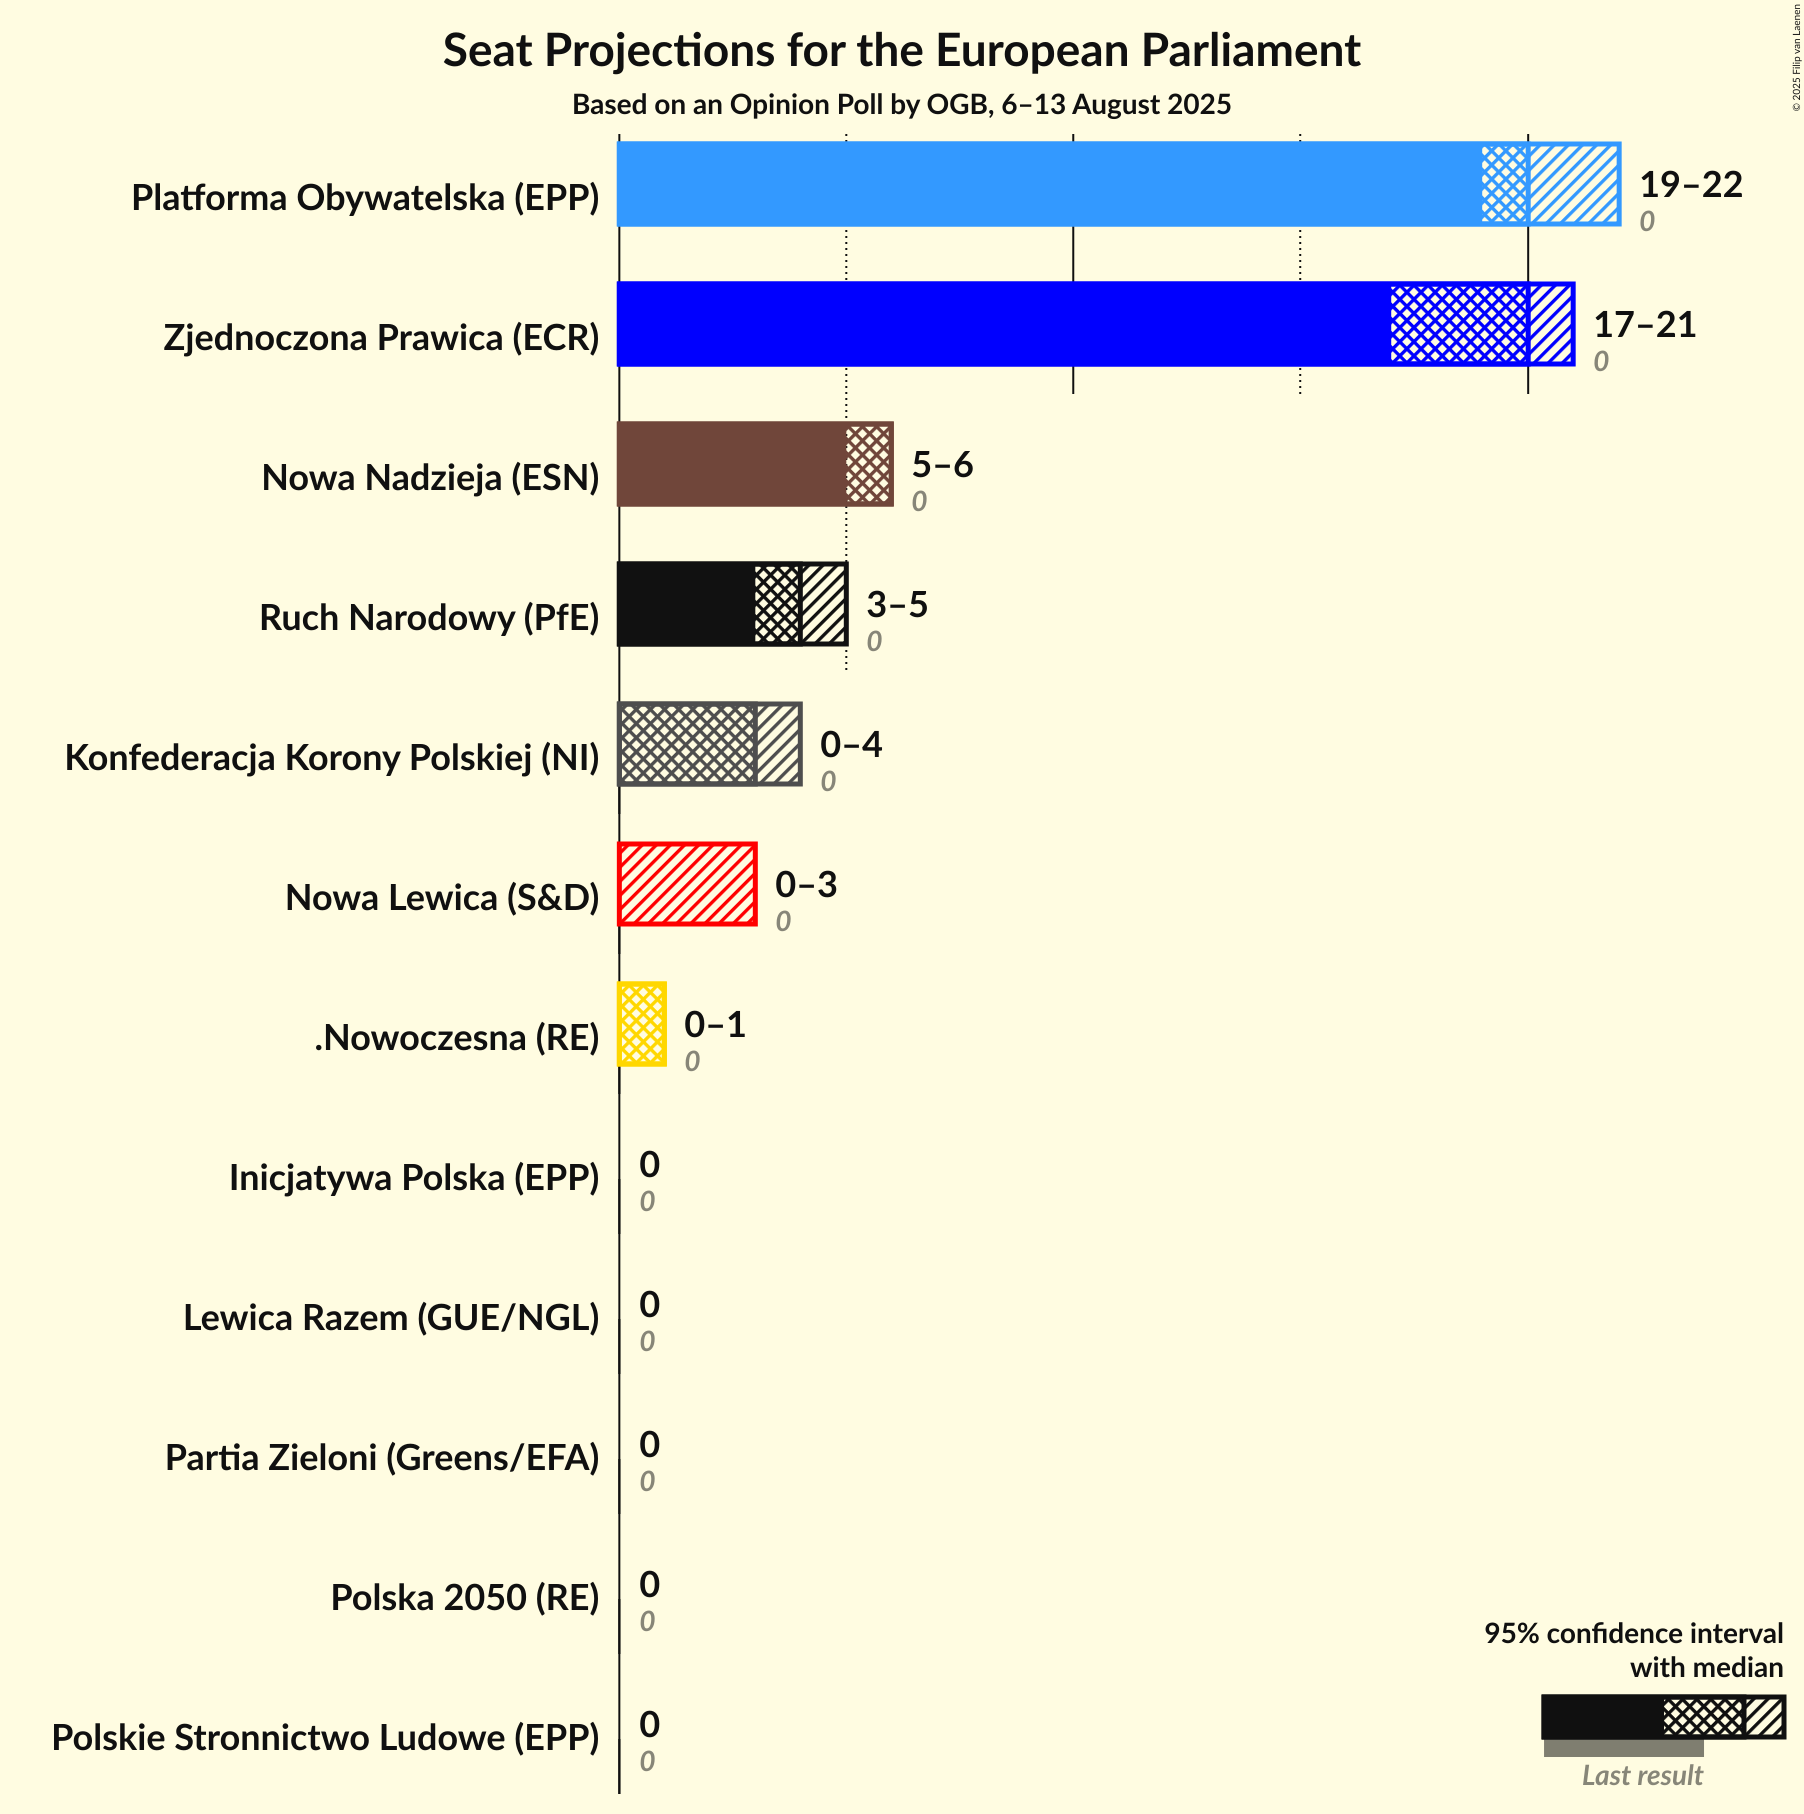 Seat Projections for the European Parliament
Based on an Opinion Poll by OGB, 6–13 August 2025
© 2025 Filip van Laenen
Platforma Obywatelska (EPP)
19–22
0
Zjednoczona Prawica (ECR)
17–21
0
Nowa Nadzieja (ESN)
5–6
0
Ruch Narodowy (PfE)
3–5
0
Konfederacja Korony Polskiej (NI)
0–4
0
Nowa Lewica (S&D)
0–3
0
.Nowoczesna (RE)
0–1
0
Inicjatywa Polska (EPP)
0
0
Lewica Razem (GUE/NGL)
0
0
Partia Zieloni (Greens/EFA)
0
0
Polska 2050 (RE)
0
0
Polskie Stronnictwo Ludowe (EPP)
0
0
95% confidence interval
with median
Last result